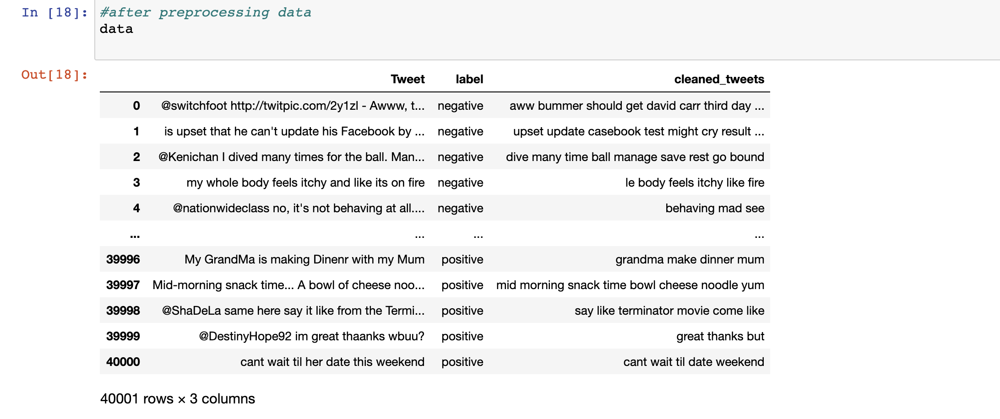 In [18]: #after preprocessing data
data
Out[18]:
Tweet label cleaned_tweets
0 @switchfoot http://twitpic.com/2y1zl - Awww, t... negative aww bummer should get david carr third day ...
1 is upset that he can't update his Facebook by ... negative upset update casebook test might cry result ...
2 @Kenichan I dived many times for the ball. Man... negative dive many time ball manage save rest go bound
3 my whole body feels itchy and like its on fire negative le body feels itchy like fire
4 @nationwideclass no, it's not behaving at all.... negative behaving mad see
... ... ... ...
39996 My GrandMa is making Dinenr with my Mum positive grandma make dinner mum
39997 Mid-morning snack time... A bowl of cheese noo... positive mid morning snack time bowl cheese noodle yum
39998 @ShaDeLa same here say it like from the Termi... positive say like terminator movie come like
39999 @DestinyHope92 im great thaanks wbuu? positive great thanks but
40000 cant wait til her date this weekend positive cant wait til date weekend
40001 rows × 3 columns